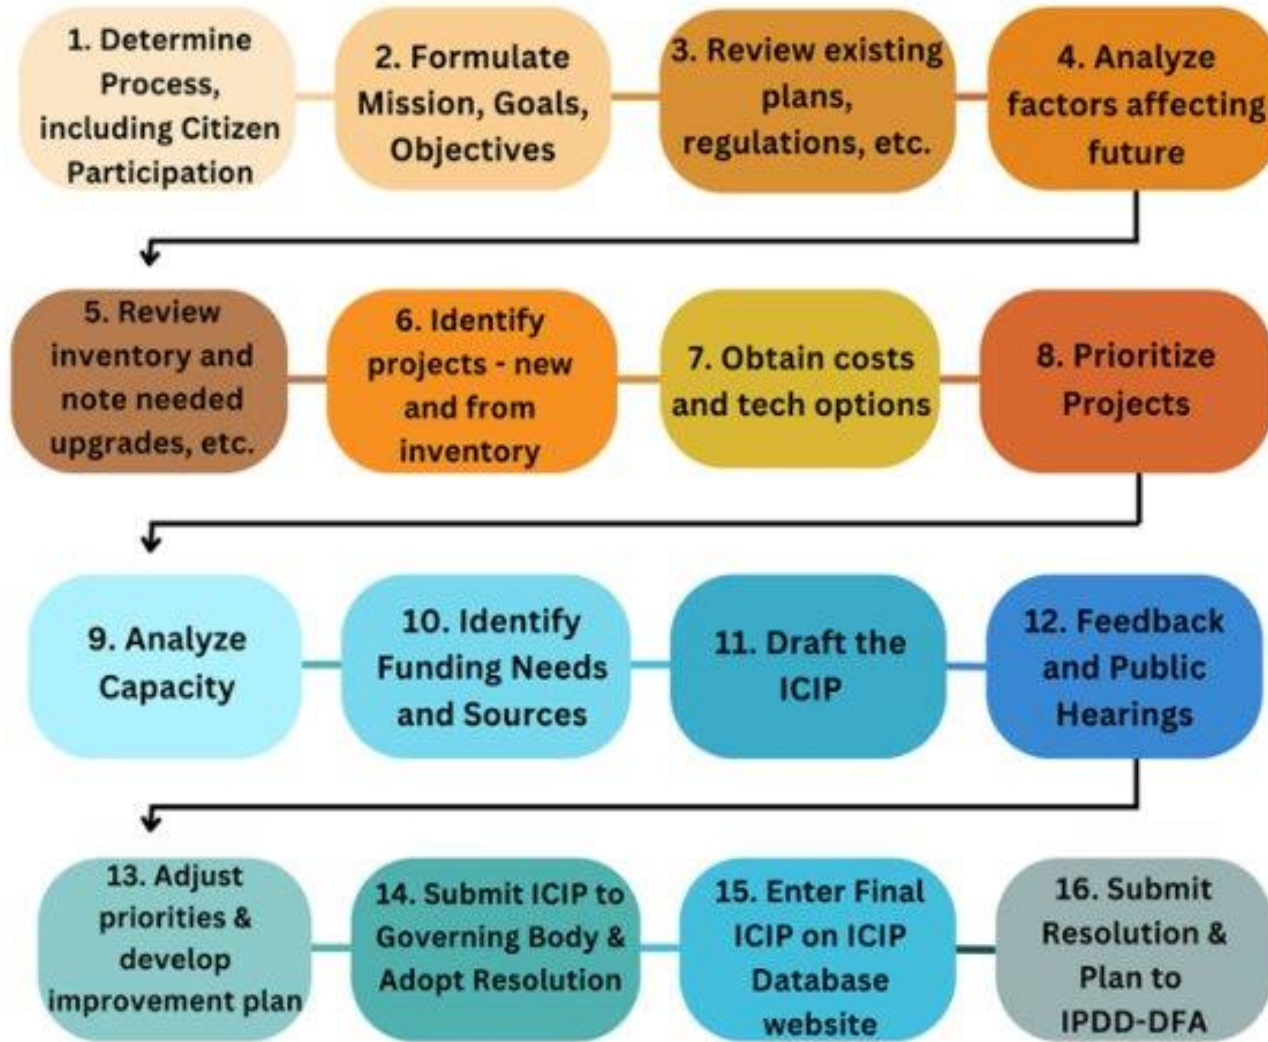 1. Determine
Process,
including Citizen
Participation
2. Formulate
Mission, Goals,
Objectives
3. Review existing
plans,
regulations, etc.
4. Analyze
factors affecting
future
5. Review
inventory and
note needed
upgrades, etc.
6. Identify
projects - new
and from
inventory
7. Obtain costs
and tech options
8. Prioritize
Projects
9. Analyze
Capacity
10. Identify
Funding Needs
and Sources
11. Draft the
ICIP
12. Feedback
and Public
Hearings
13. Adjust
priorities &
develop
improvement plan
14. Submit ICIP to
Governing Body &
Adopt Resolution
15. Enter Final
ICIP on ICIP
Database
website
16. Submit
Resolution &
Plan to
IPDD-DFA